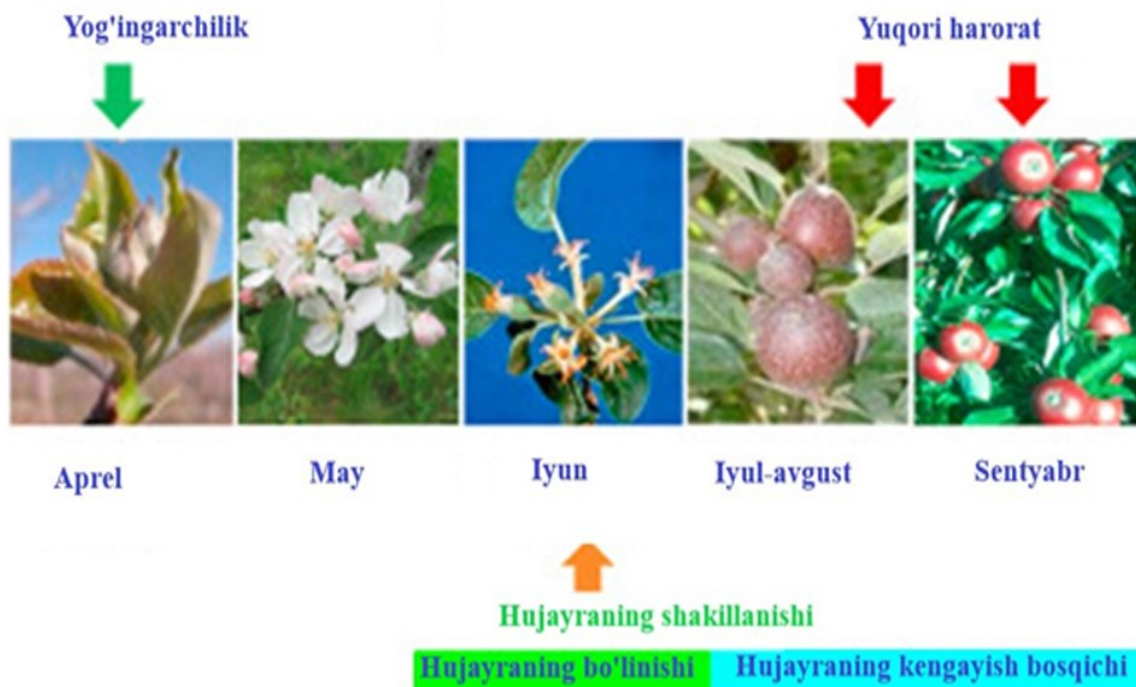 Yog'ingarchilik
Yuqori harorat
Aprel
May
Iyun
Iyul-avgust
Sentyabr
Hujayraning shakillanishi
Hujayraning bo'linishi
Hujayraning kengayish bosqichi